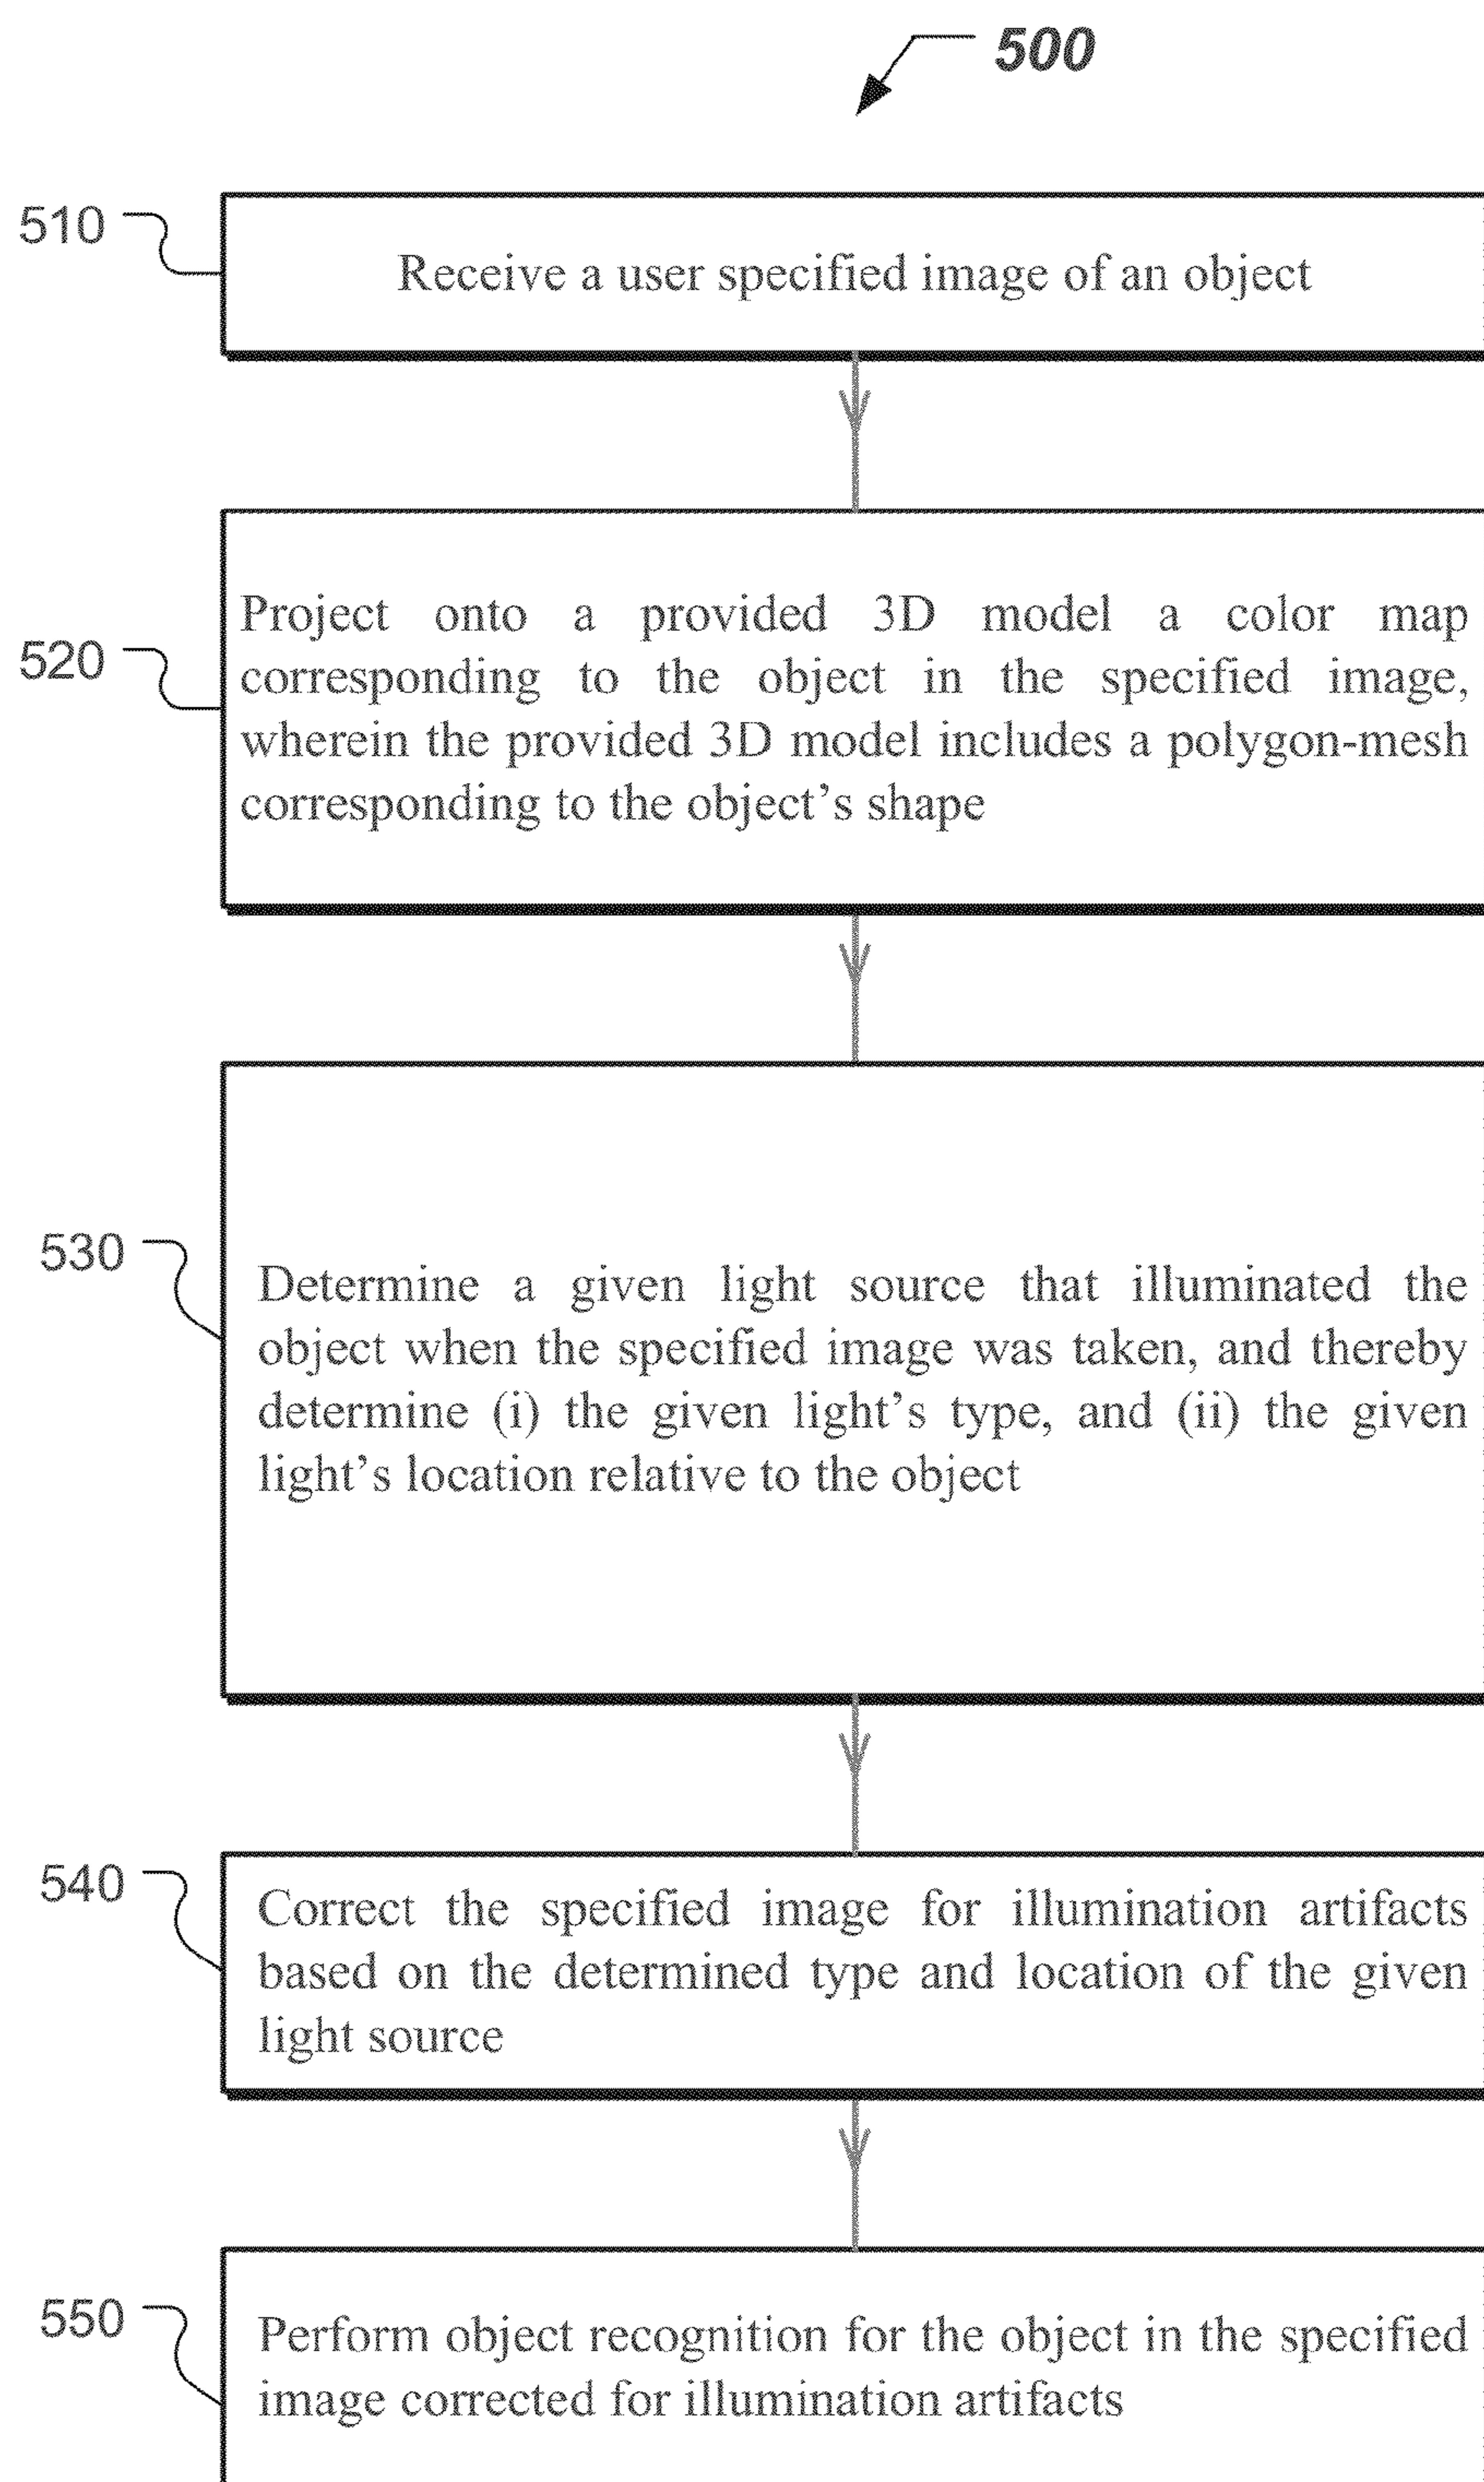 500
510
Receive a user specified image of an object
520
Project onto a provided 3D model a color map
corresponding to the object in the specified image,
wherein the provided 3D model includes a polygon-mesh
corresponding to the object’s shape
530
Determine a given light source that illuminated the
object when the specified image was taken, and thereby
determine (i) the given light’s type, and (ii) the given
light’s location relative to the object
540
Correct the specified image for illumination artifacts
based on the determined type and location of the given
light source
550
Perform object recognition for the object in the specified
image corrected for illumination artifacts